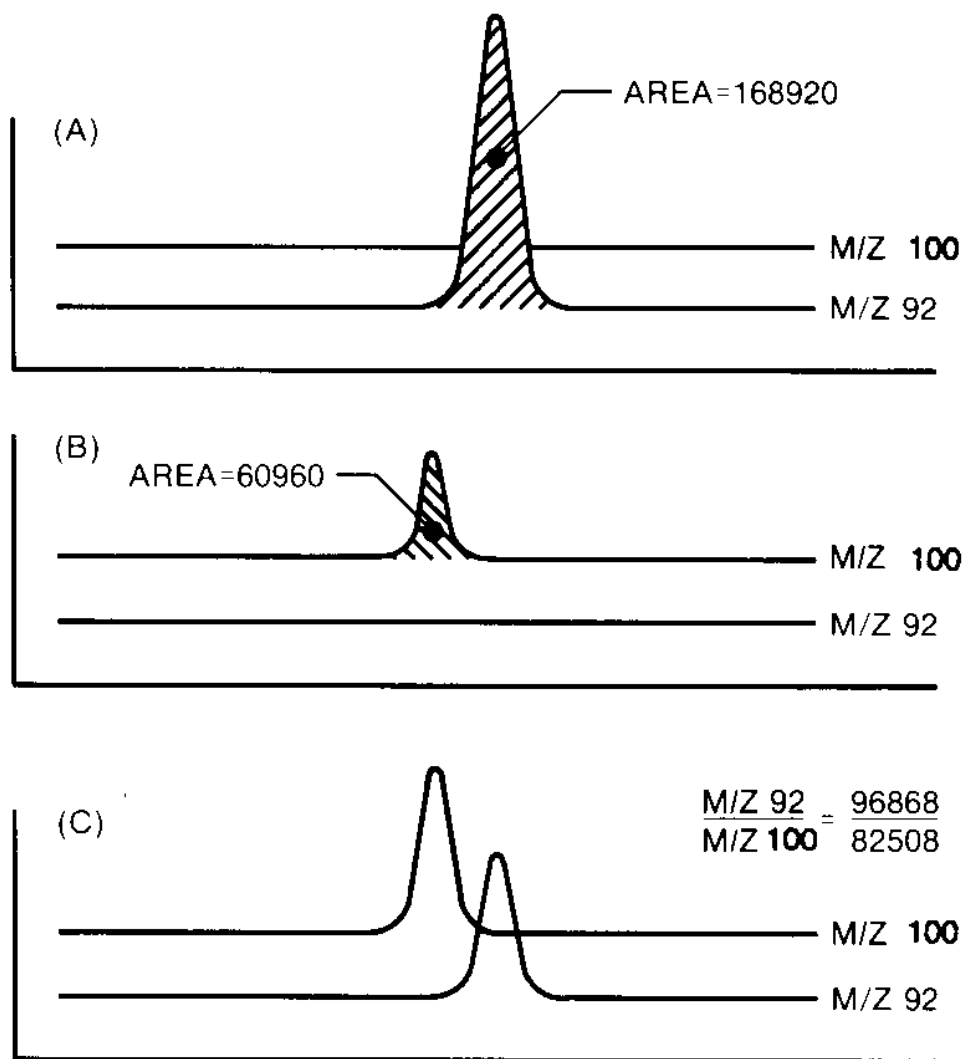 (A)
AREA=168920
M/Z 100
M/Z 92
(B)
AREA=60960
M/Z 100
M/Z 92
(C)
M/Z 92 = 96868
M/Z 100 82508
M/Z 100
M/Z 92